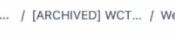 ... / [ARCHIVED] WCT... / We